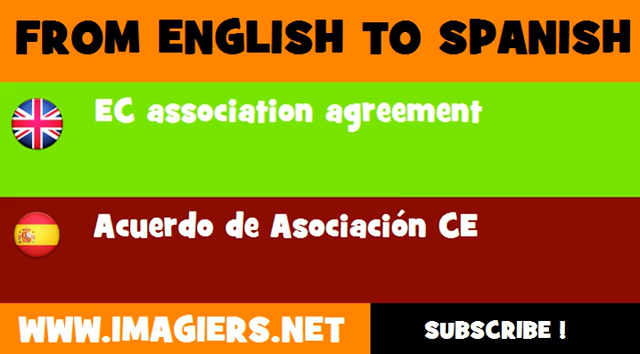 FROM ENGLISH TO SPANISH
EC association agreement
Acuerdo de Asociación CE
WWW.IMAGIERS.NET
SUBSCRIBE !